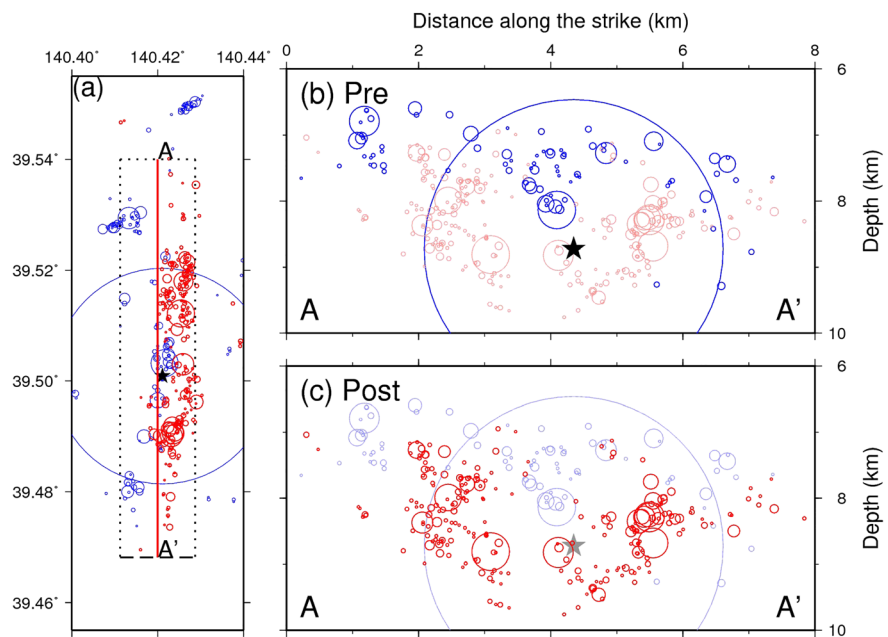 Distance along the strike (km)
140.40° 140.42° 140.44°
0 2 4 6 8
(a)
A
39.54°
39.52°
39.50°
39.48°
39.46°
A'
(b) Pre
6
8
10
Depth (km)
A A'
(c) Post
6
8
10
Depth (km)
A A'